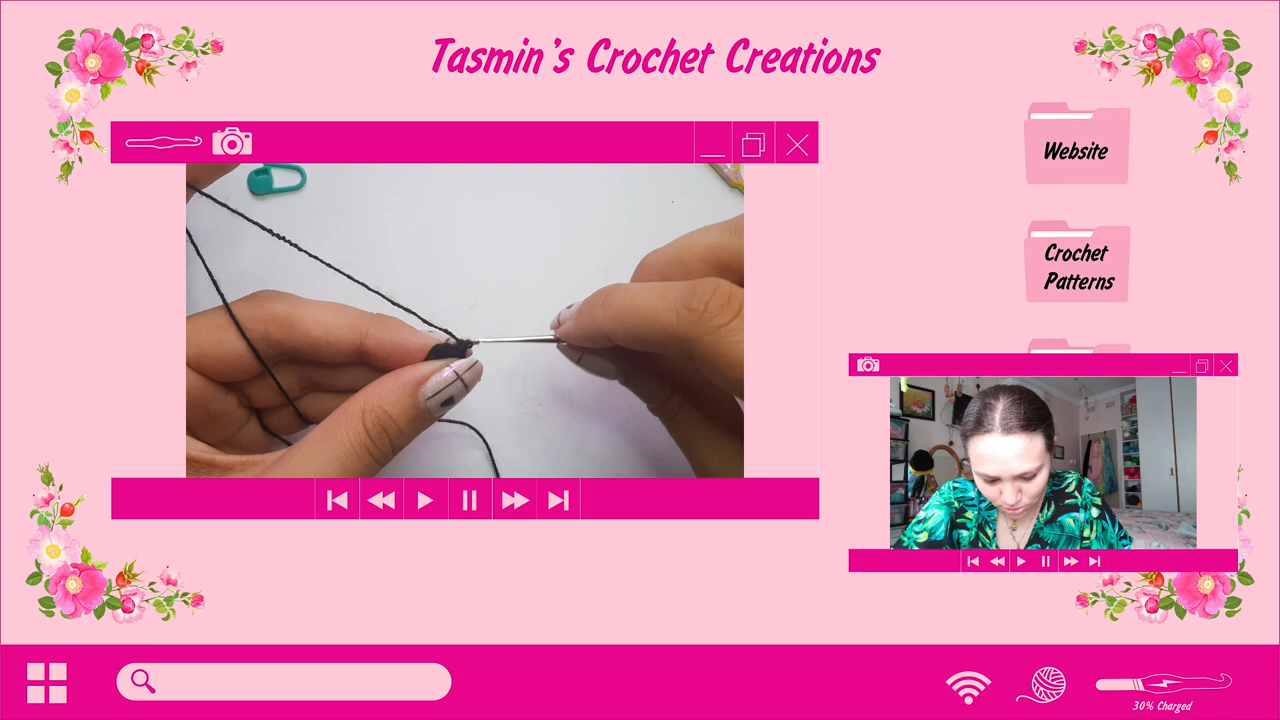 Tasmin's Crochet Creations
Website
Crochet
Patterns
30% Charged